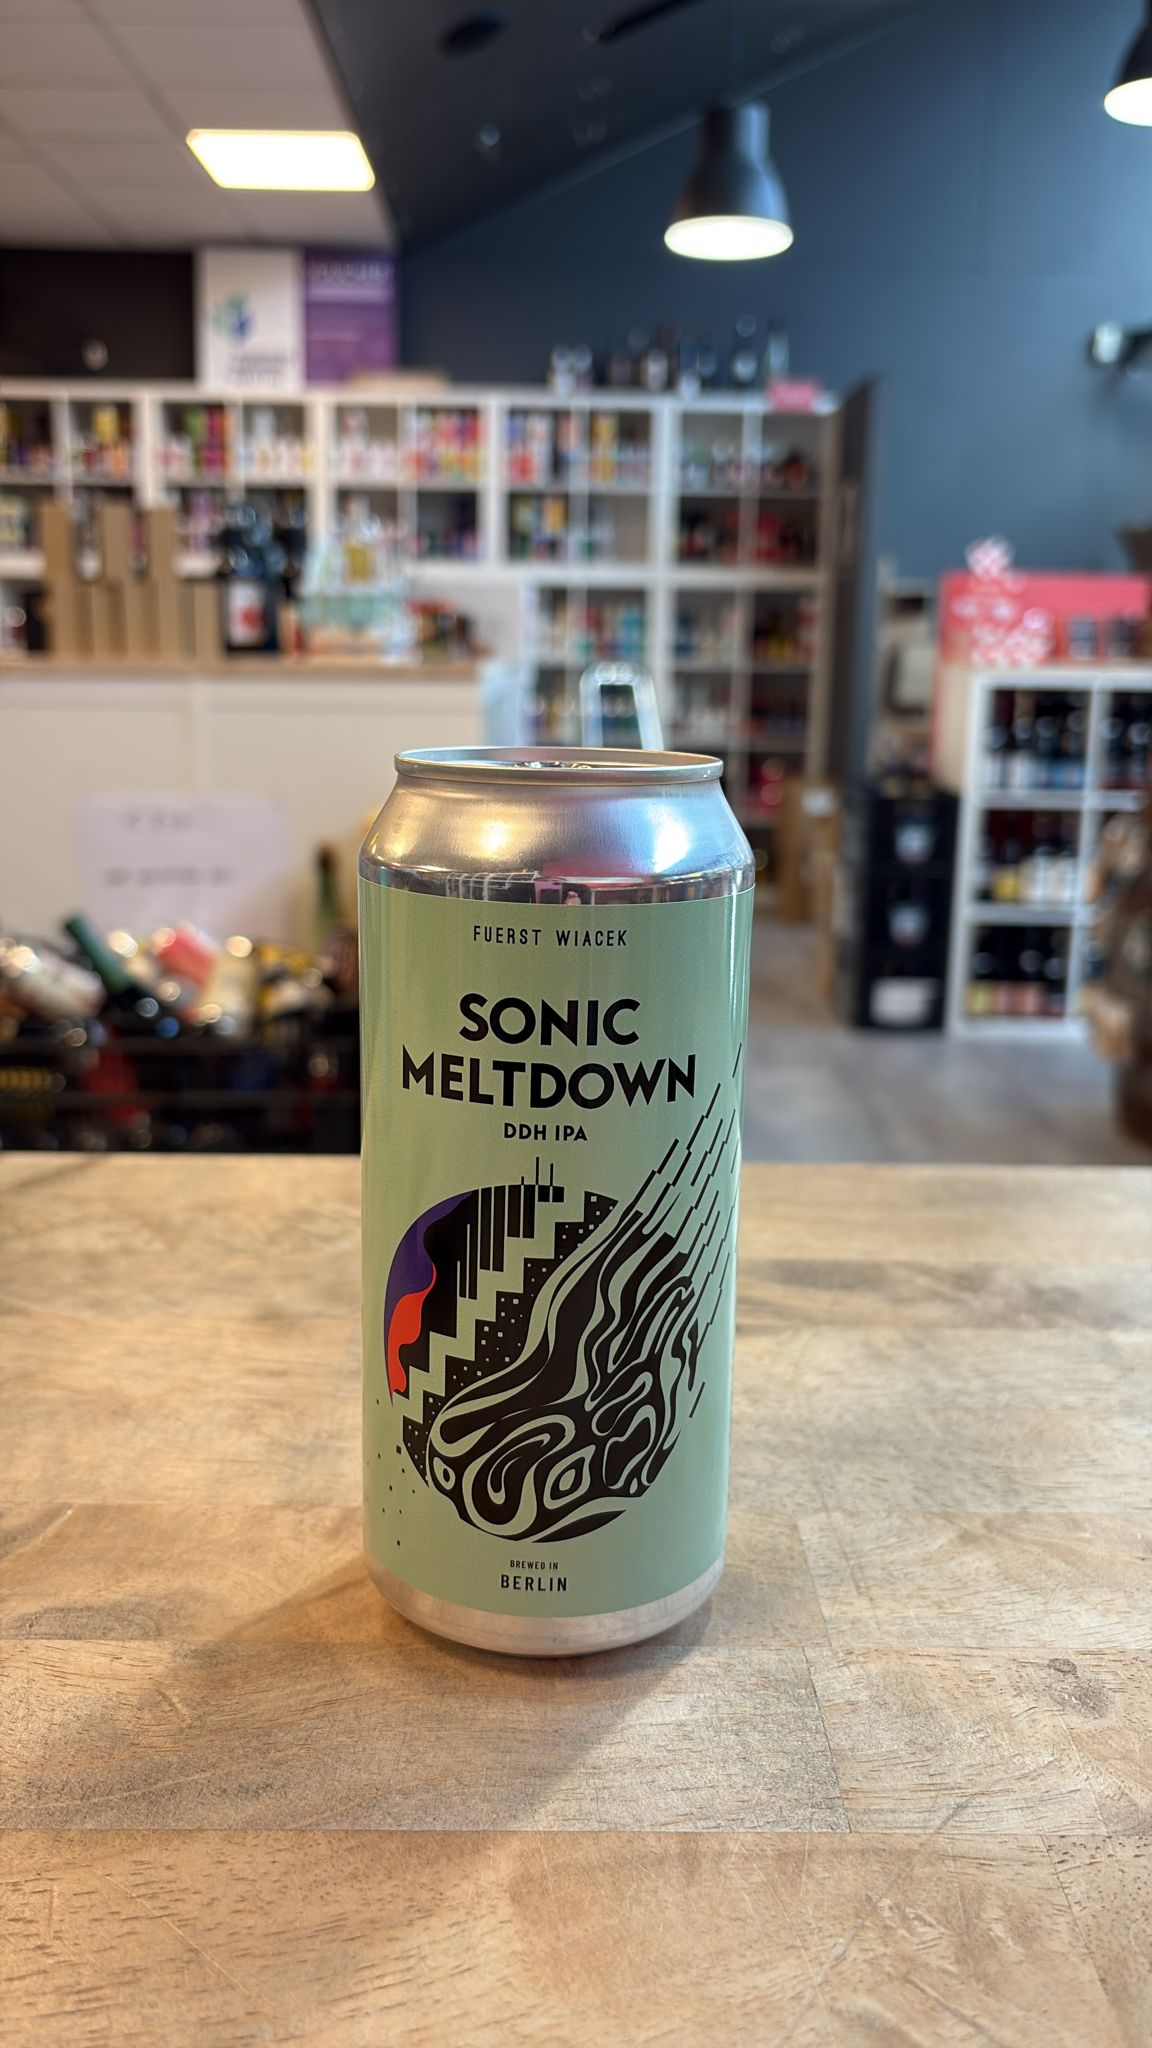 FUERST WIACEK
SONIC
MELTDOWN
DDH IPA
BREWED IN
BERLIN